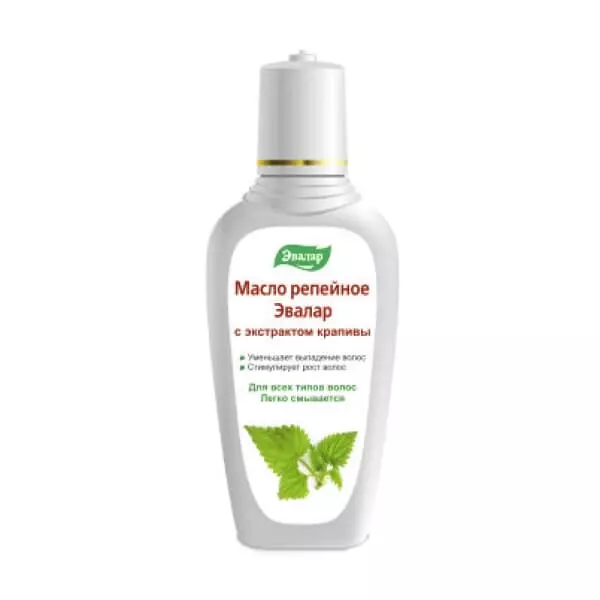 Эвалар
Масло репейное
Эвалар
с экстрактом крапивы
Уменьшает выпадение волос
Стимулирует рост волос
Для всех типов волос
Легко смывается